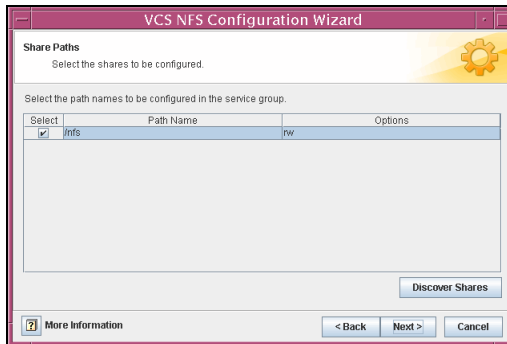 VCS NFS Configuration Wizard
Share Paths
Select the shares to be configured.
Select the path names to be configured in the service group.
Select Path Name Options
/nfs rw
Discover Shares
More Information < Back Next > Cancel